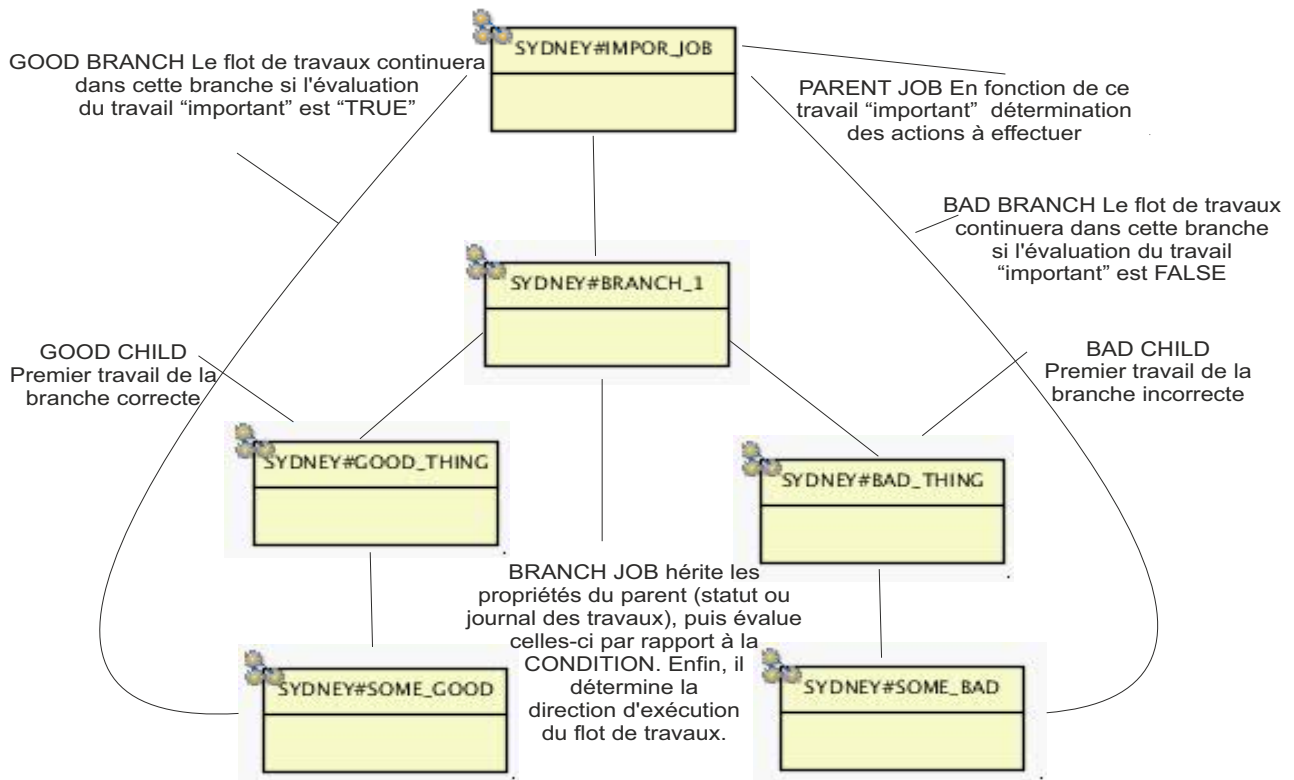 SYDNEY#IMPOR_JOB
GOOD BRANCH Le flot de travaux continuera
dans cette branche si l'évaluation
du travail “important” est “TRUE”
PARENT JOB En fonction de ce
travail “important” détermination
des actions à effectuer
BAD BRANCH Le flot de travaux
continuera dans cette branche
si l'évaluation du travail
“important” est FALSE
SYDNEY#BRANCH_1
GOOD CHILD
Premier travail de la
branche correcte
BAD CHILD
Premier travail de la
branche incorrecte
SYDNEY#GOOD_THING
SYDNEY#BAD_THING
BRANCH JOB hérite les
propriétés du parent (statut ou
journal des travaux), puis évalue
celles-ci par rapport à la
CONDITION. Enfin, il
détermine la
direction d'exécution
du flot de travaux.
SYDNEY#SOME_GOOD
SYDNEY#SOME_BAD